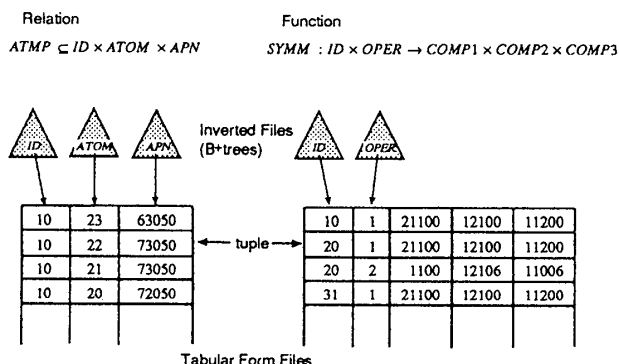 Relation Function
ATMP ⊆ ID × ATOM × APN SYMM : ID × OPER → COMP1 × COMP2 × COMP3
ID ATOM APN Inverted Files ID OPER
(B+trees)
10 23 63050 10 1 21100 12100 11200
10 22 73050 tuple 20 1 21100 12100 11200
10 21 73050 20 2 1100 12106 11006
10 20 72050 31 1 21100 12100 11200
Tabular Form Files